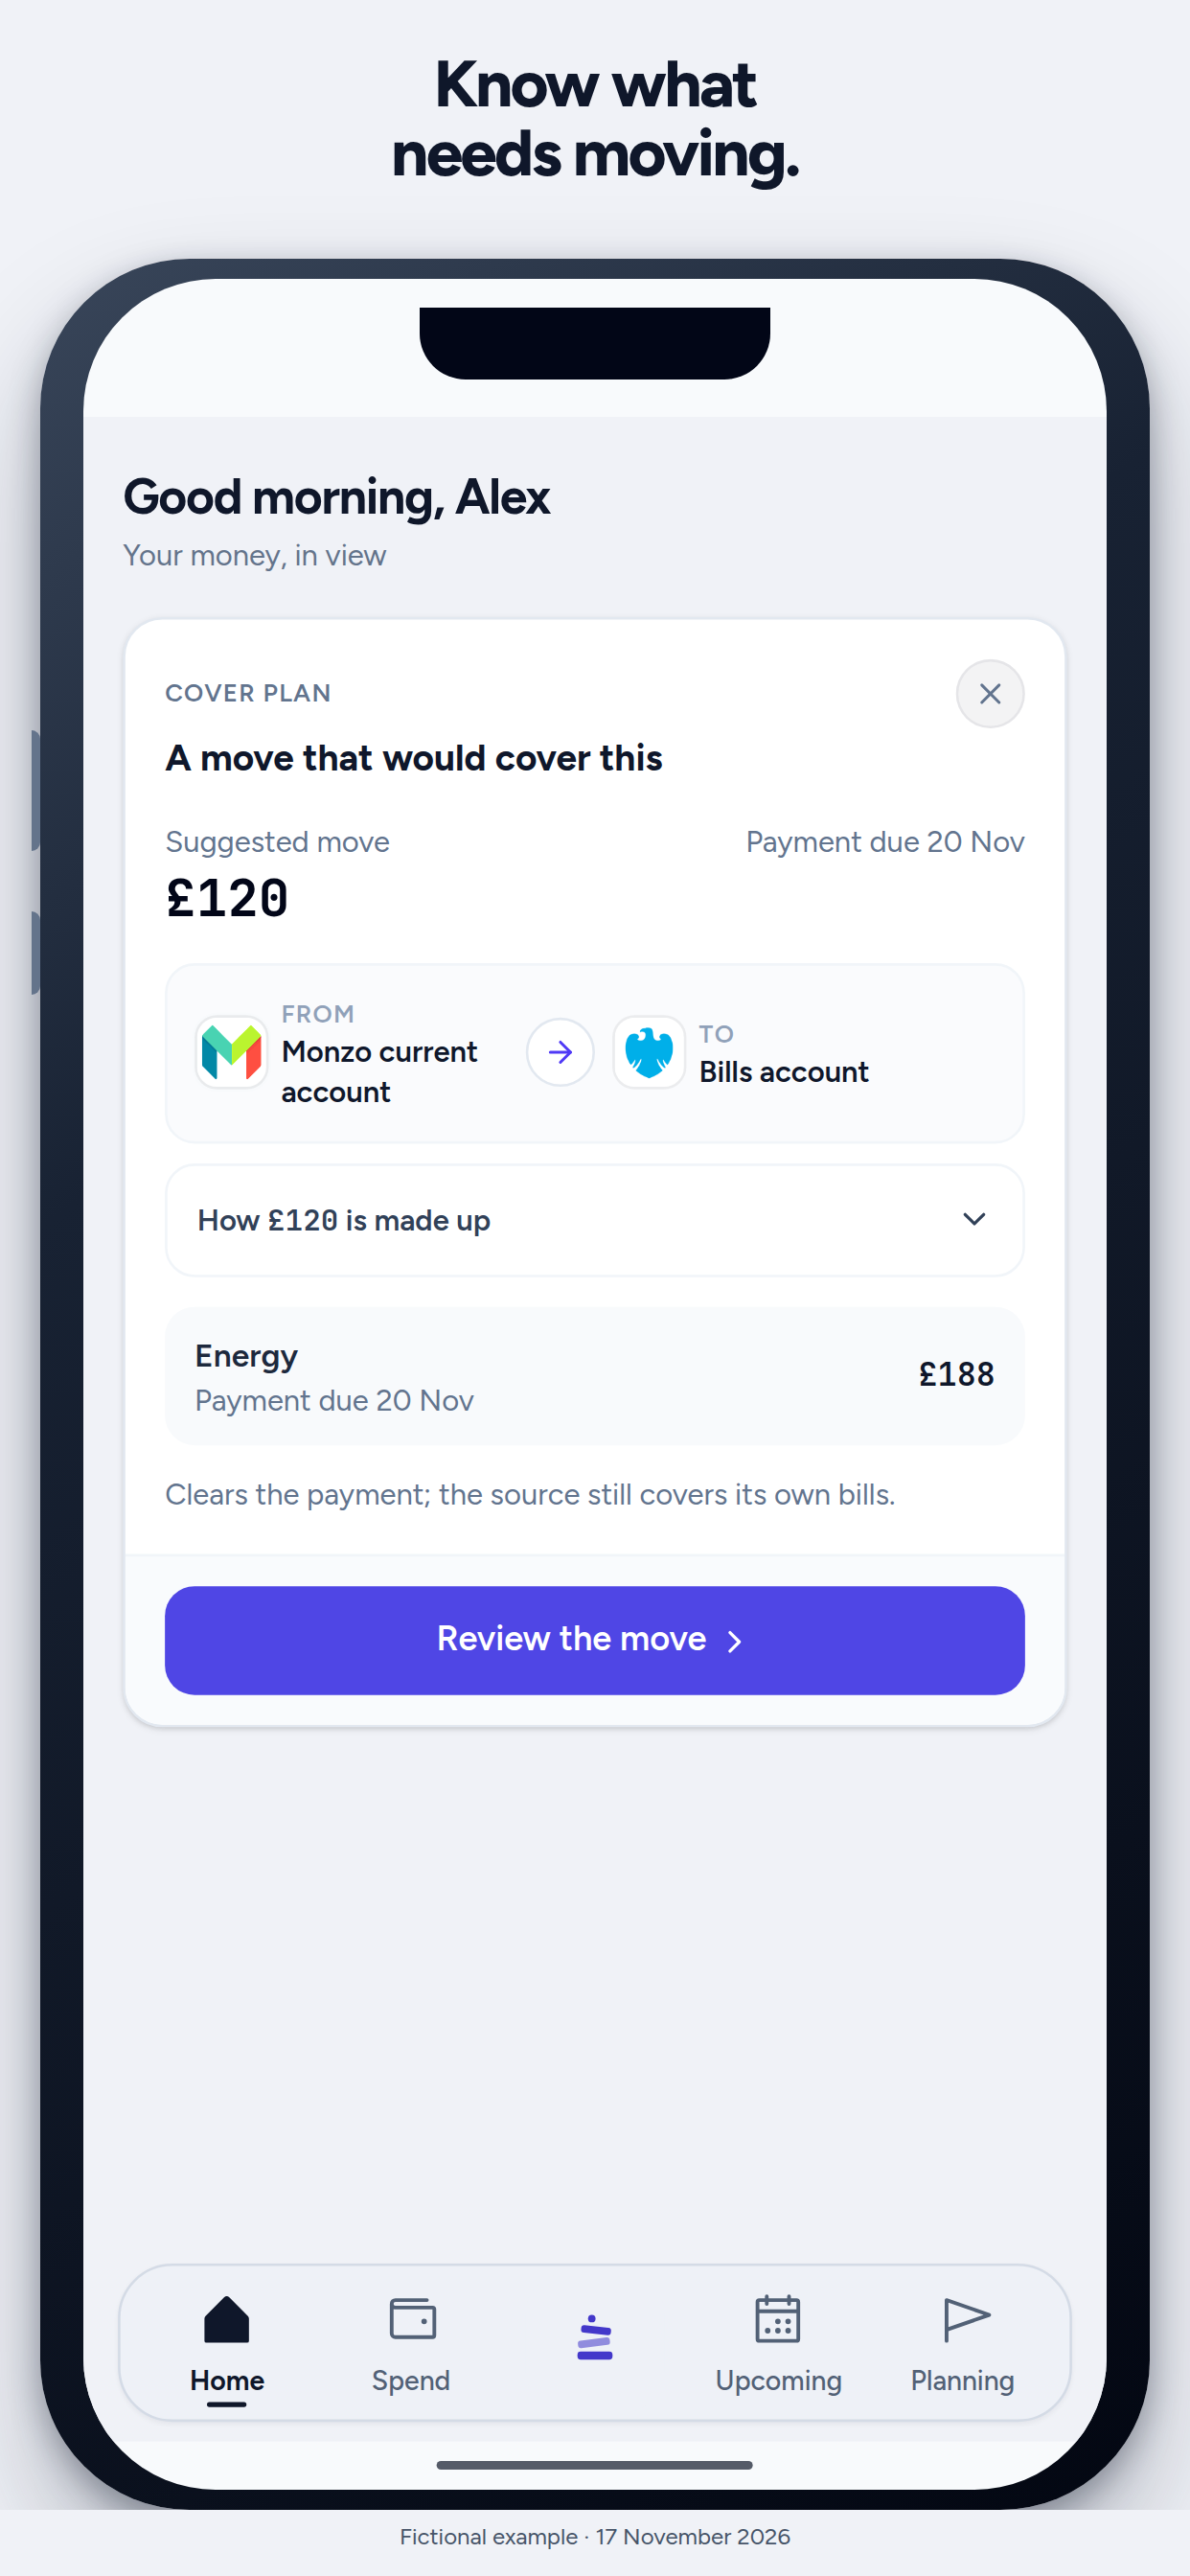 Know what
needs moving.
Good morning, Alex
Your money, in view
COVER PLAN
A move that would cover this
Suggested move
Payment due 20 Nov
£120
FROM
Monzo current
account
TO
Bills account
How £120 is made up
Energy
Payment due 20 Nov
£188
Clears the payment; the source still covers its own bills.
Review the move
Home
Spend
Upcoming
Planning
Fictional example · 17 November 2026